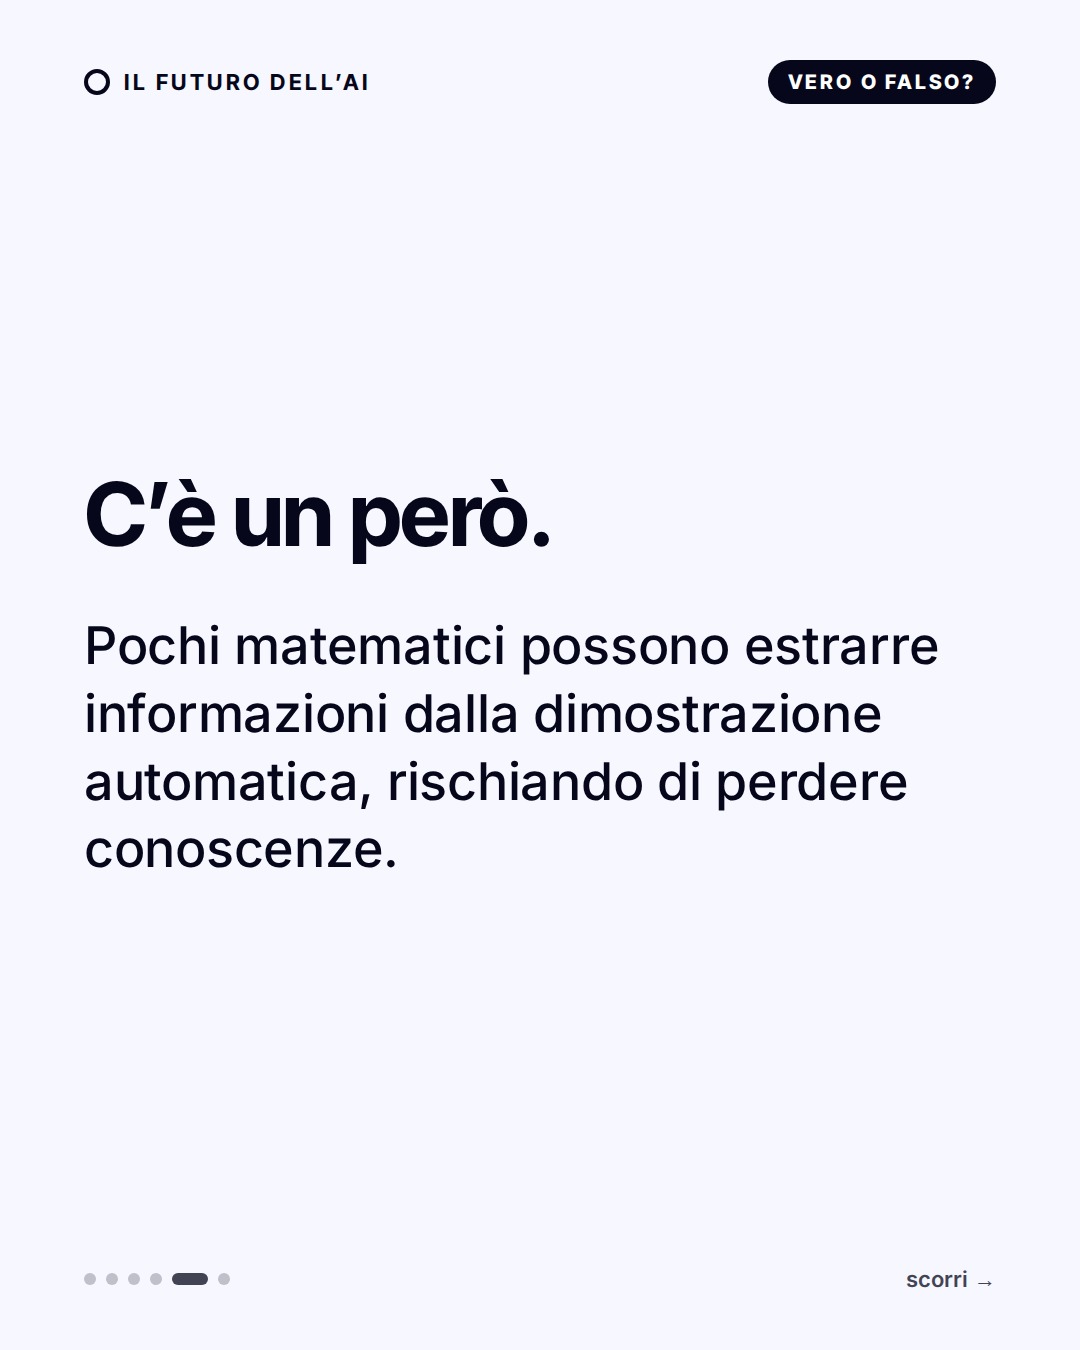 IL FUTURO DELL’AI
VERO O FALSO?
C’è un però.
Pochi matematici possono estrarre
informazioni dalla dimostrazione
automatica, rischiando di perdere
conoscenze.
scorri →